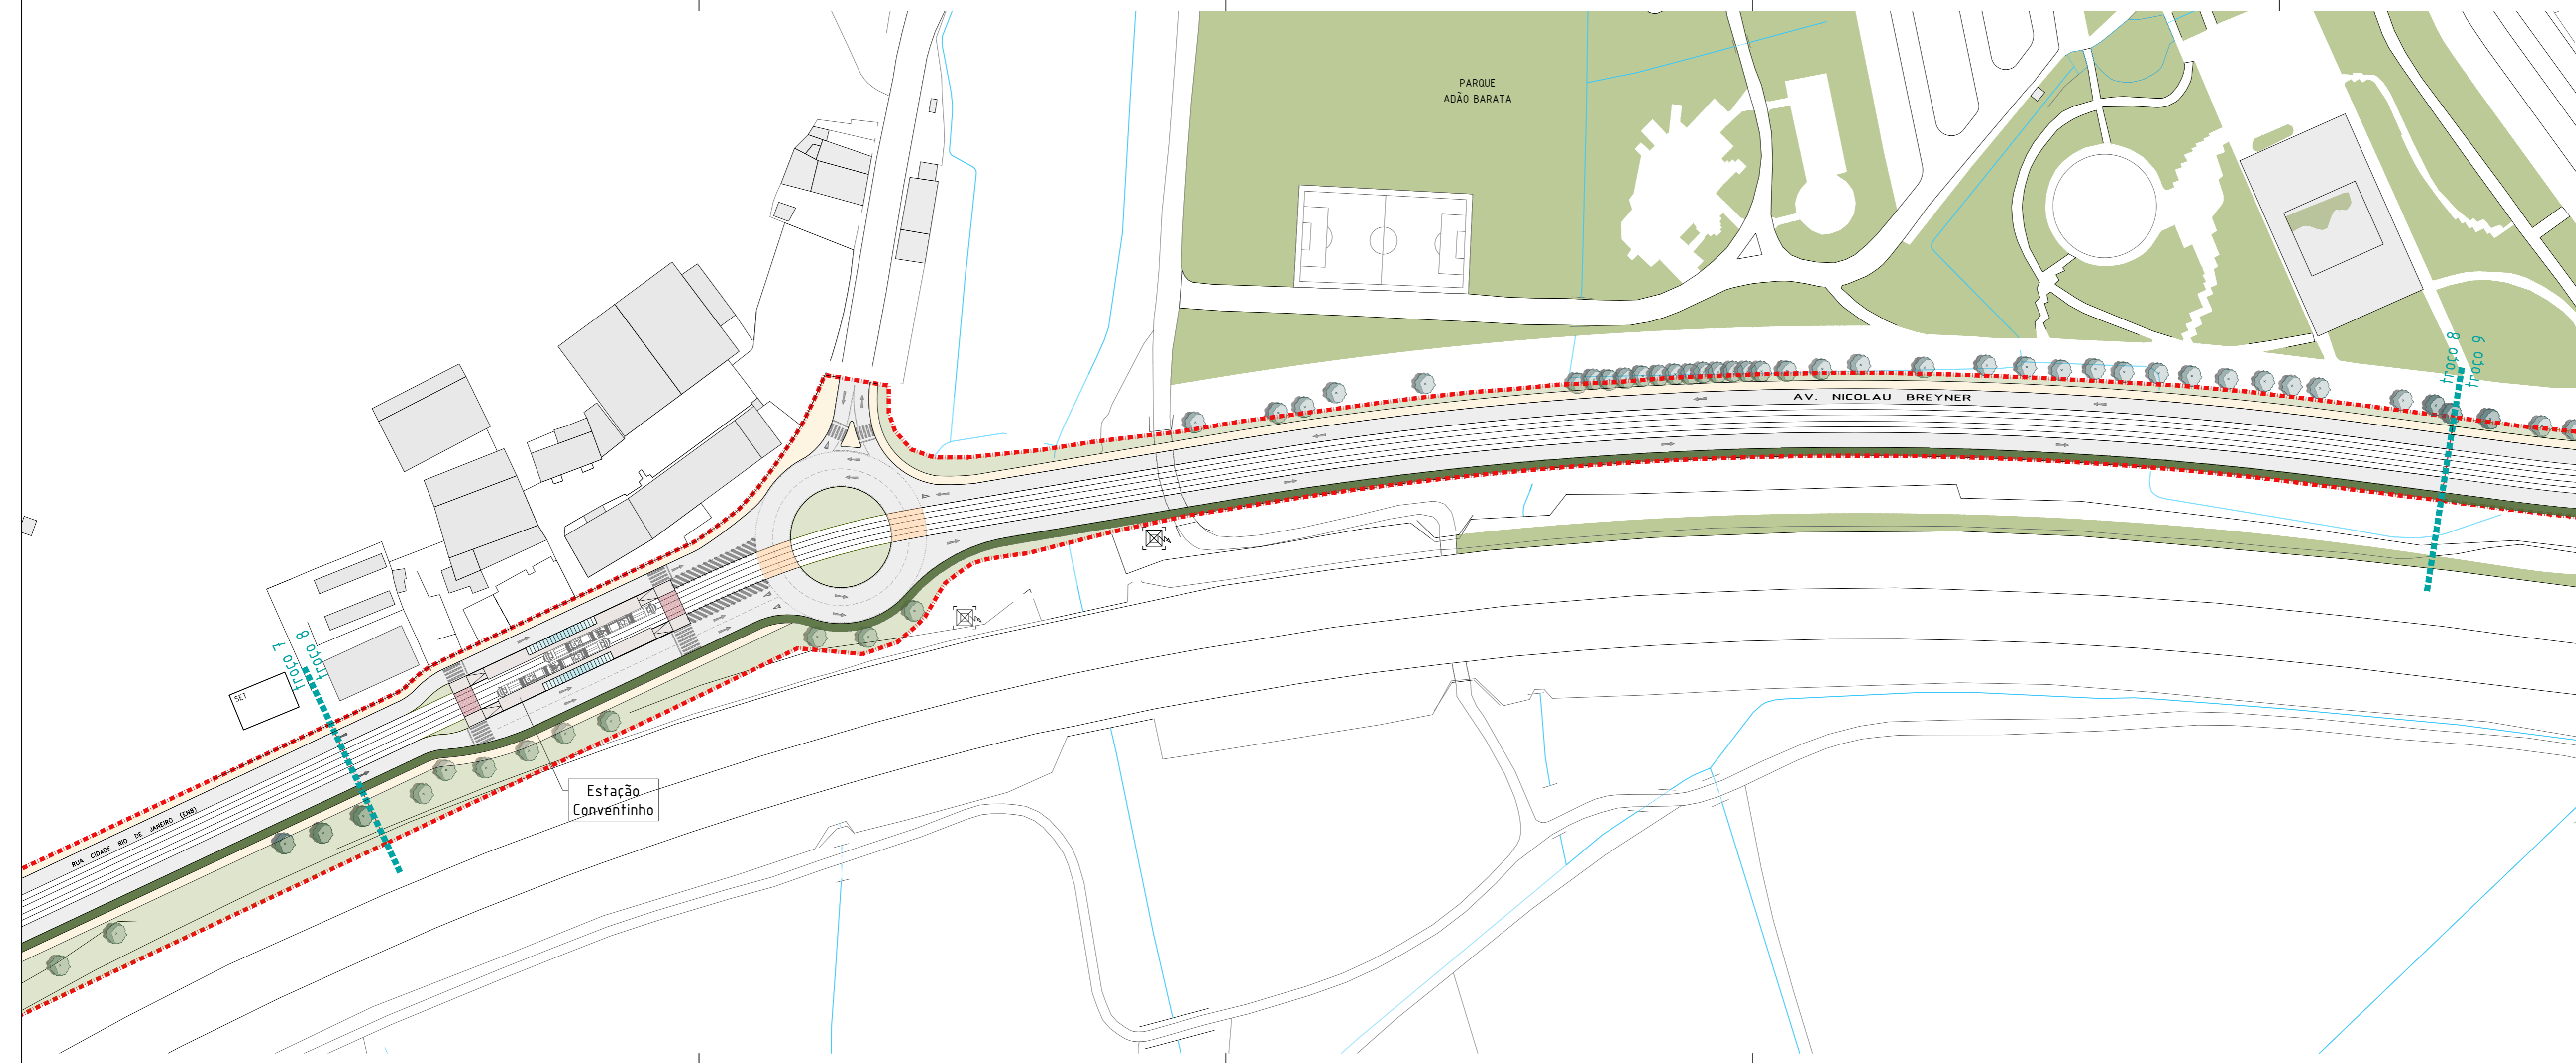 PARQUE
ADÃO BARATA
AV. NICOLAU BREYNER
troço 8
troço 9
troço 7
troço 8
SET
Estação
Conventinho
RUA CIDADE RIO DE JANEIRO (EN8)